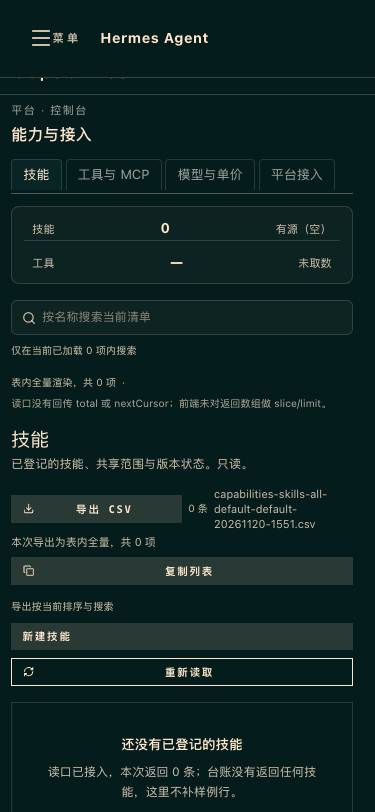 菜单 Hermes Agent
平台 · 控制台
能力与接入
技能 工具与 MCP 模型与单价 平台接入
技能 0 有源（空）
工具 — 未取数
按名称搜索当前清单
仅在当前已加载 0 项内搜索
表内全量渲染，共 0 项 ·
读口没有回传 total 或 nextCursor；前端未对返回数组做 slice/limit。
技能
已登记的技能、共享范围与版本状态。只读。
导出 CSV 0 条 capabilities-skills-all-
default-default-
20261120-1551.csv
本次导出为表内全量，共 0 项
复制列表
导出按当前排序与搜索
新建技能
重新读取
还没有已登记的技能
读口已接入，本次返回 0 条；台账没有返回任何技
能，这里不补样例行。